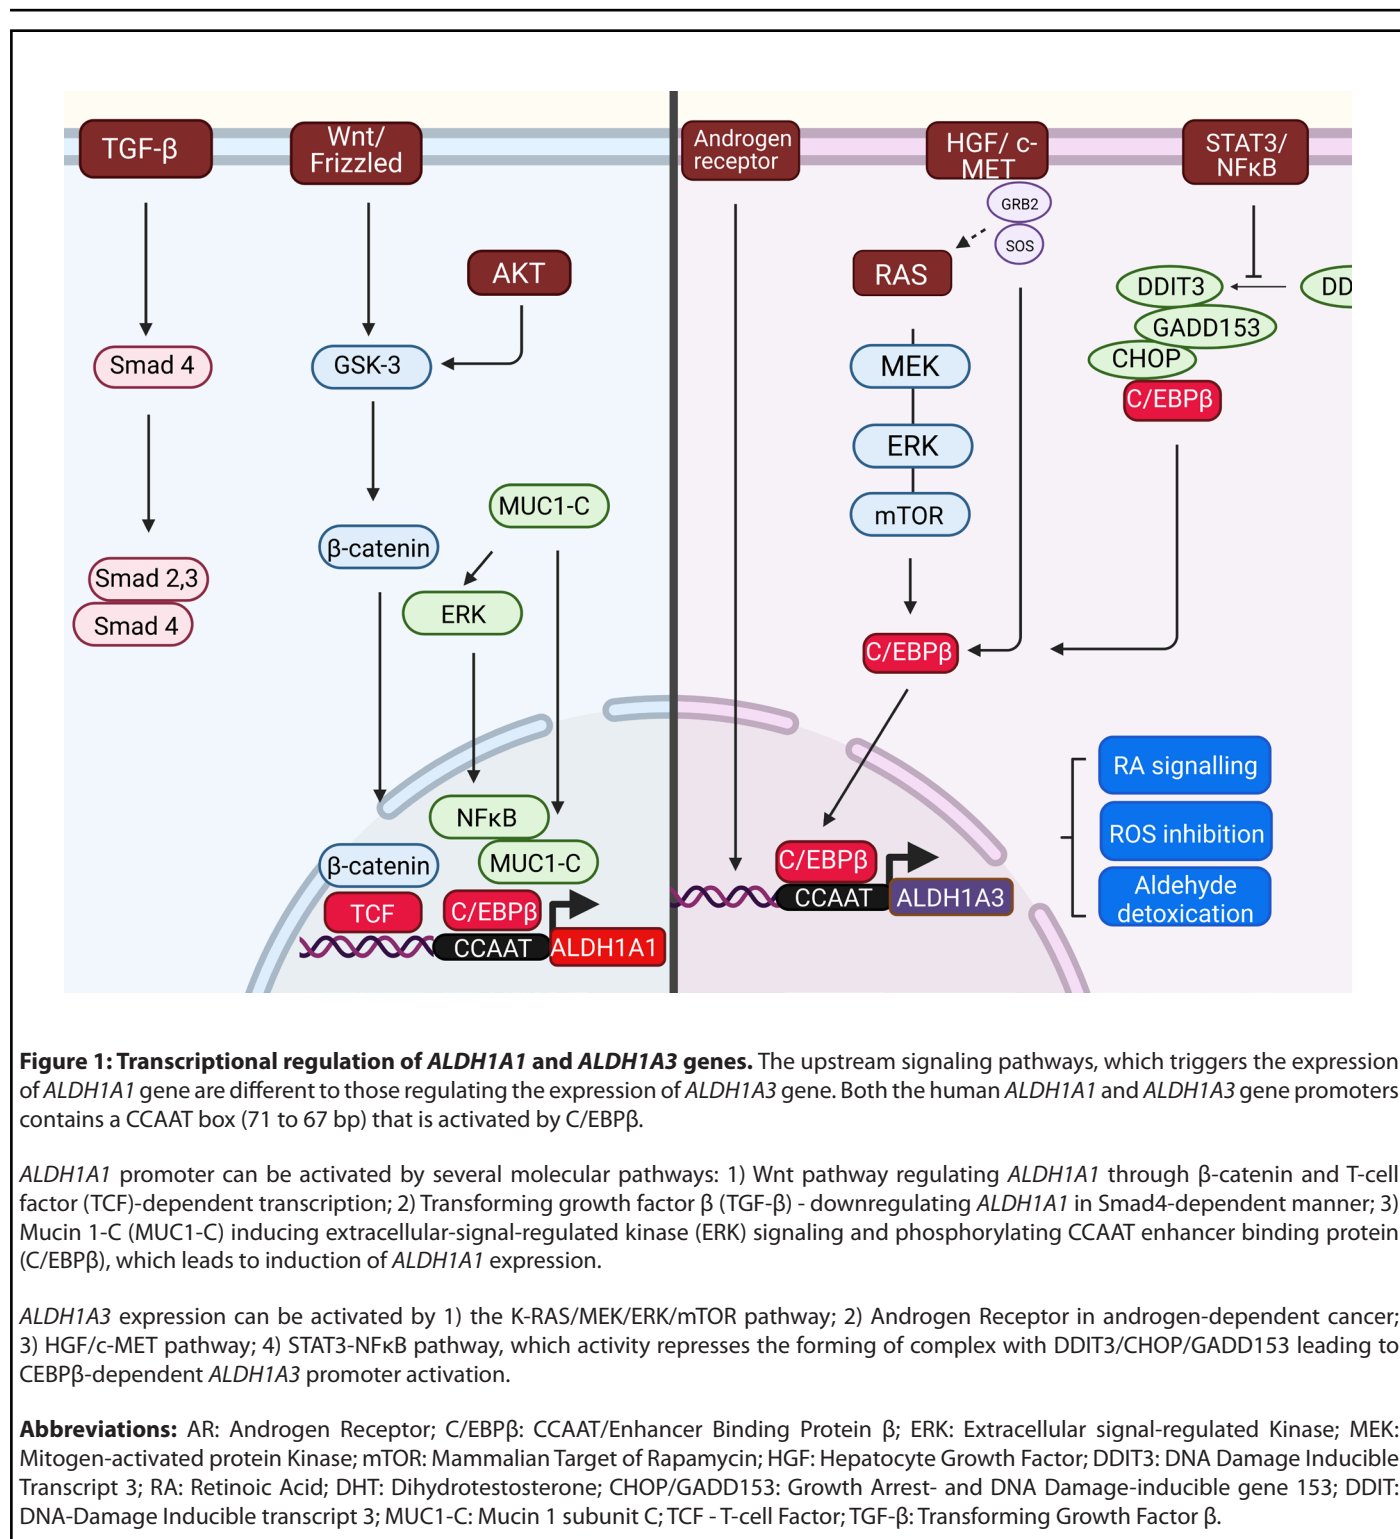 TGF-β
Wnt/
Frizzled
Androgen
receptor
HGF/ c-
MET
STAT3/
NFκB
GRB2
SOS
AKT
RAS
DDIT3
DD
GADD153
CHOP
C/EBPβ
Smad 4
GSK-3
MEK
ERK
mTOR
MUC1-C
β-catenin
Smad 2,3
Smad 4
ERK
C/EBPβ
RA signalling
ROS inhibition
Aldehyde
detoxication
NFκB
MUC1-C
β-catenin
TCF
C/EBPβ
CCAAT
ALDH1A1
C/EBPβ
CCAAT
ALDH1A3
Figure 1: Transcriptional regulation of ALDH1A1 and ALDH1A3 genes. The upstream signaling pathways, which triggers the expression
of ALDH1A1 gene are different to those regulating the expression of ALDH1A3 gene. Both the human ALDH1A1 and ALDH1A3 gene promoters
contains a CCAAT box (71 to 67 bp) that is activated by C/EBPβ.
ALDH1A1 promoter can be activated by several molecular pathways: 1) Wnt pathway regulating ALDH1A1 through β-catenin and T-cell
factor (TCF)-dependent transcription; 2) Transforming growth factor β (TGF-β) - downregulating ALDH1A1 in Smad4-dependent manner; 3)
Mucin 1-C (MUC1-C) inducing extracellular-signal-regulated kinase (ERK) signaling and phosphorylating CCAAT enhancer binding protein
(C/EBPβ), which leads to induction of ALDH1A1 expression.
ALDH1A3 expression can be activated by 1) the K-RAS/MEK/ERK/mTOR pathway; 2) Androgen Receptor in androgen-dependent cancer;
3) HGF/c-MET pathway; 4) STAT3-NFκB pathway, which activity represses the forming of complex with DDIT3/CHOP/GADD153 leading to
CEBPβ-dependent ALDH1A3 promoter activation.
Abbreviations: AR: Androgen Receptor; C/EBPβ: CCAAT/Enhancer Binding Protein β; ERK: Extracellular signal-regulated Kinase; MEK:
Mitogen-activated protein Kinase; mTOR: Mammalian Target of Rapamycin; HGF: Hepatocyte Growth Factor; DDIT3: DNA Damage Inducible
Transcript 3; RA: Retinoic Acid; DHT: Dihydrotestosterone; CHOP/GADD153: Growth Arrest- and DNA Damage-inducible gene 153; DDIT:
DNA-Damage Inducible transcript 3; MUC1-C: Mucin 1 subunit C; TCF - T-cell Factor; TGF-β: Transforming Growth Factor β.